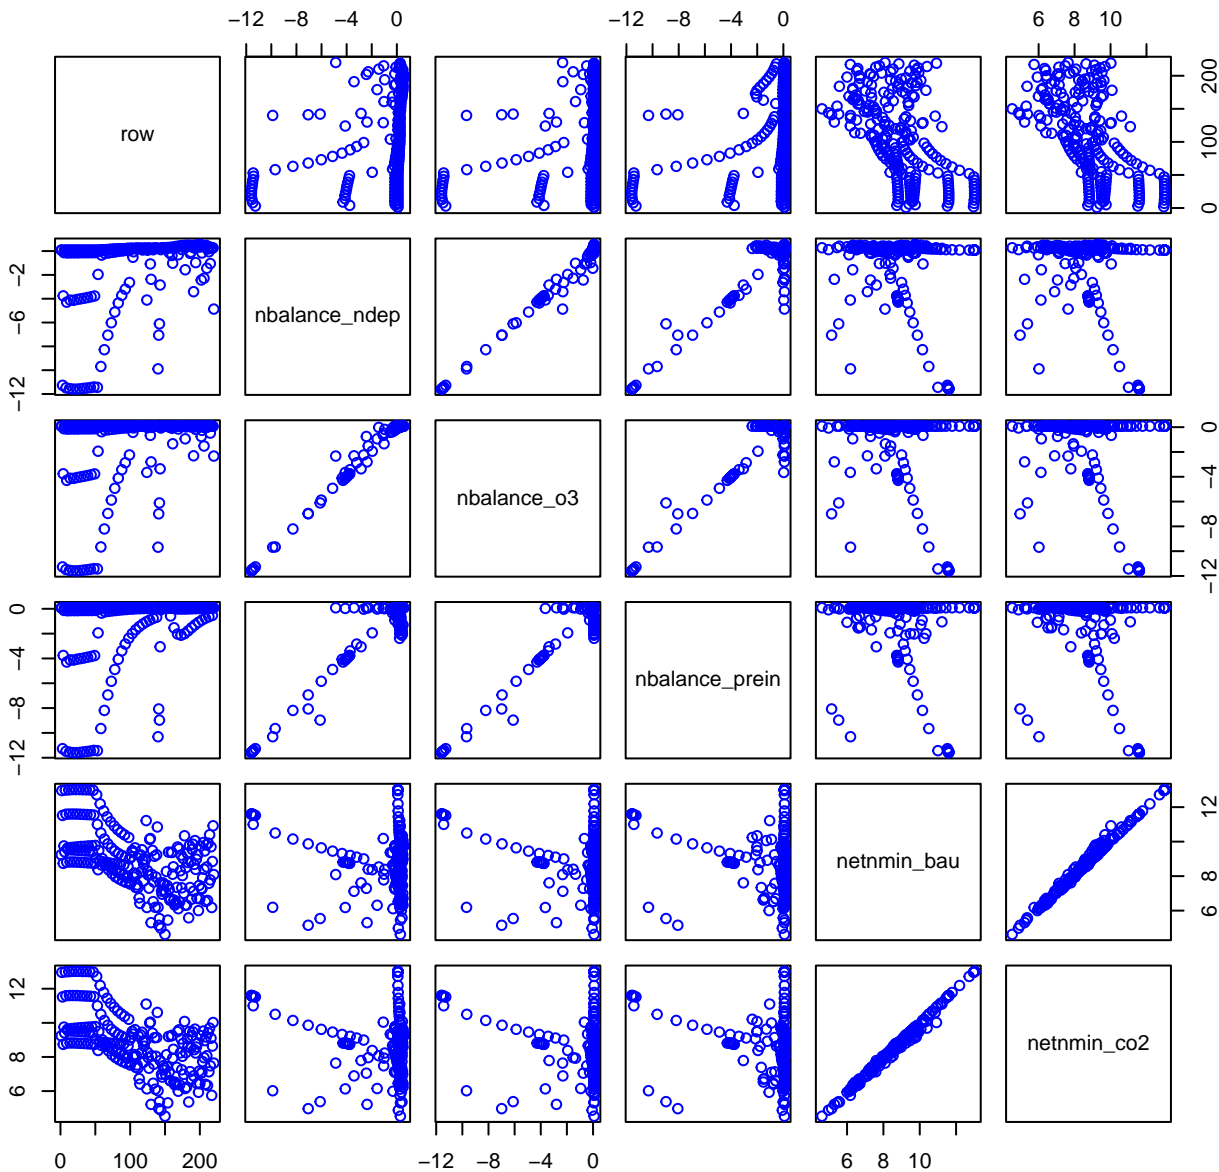 −12 −8 −4 0 −12 −8 −4 0 6 8 10
row
0 100 200
−12 −6 −2
nbalance_ndep
nbalance_o3
−12 −8 −4 0
−12 −8 −4 0
nbalance_prein
netnmin_bau
6 8 12
6 8 12
netnmin_co2
0 100 200 −12 −8 −4 0 6 8 10